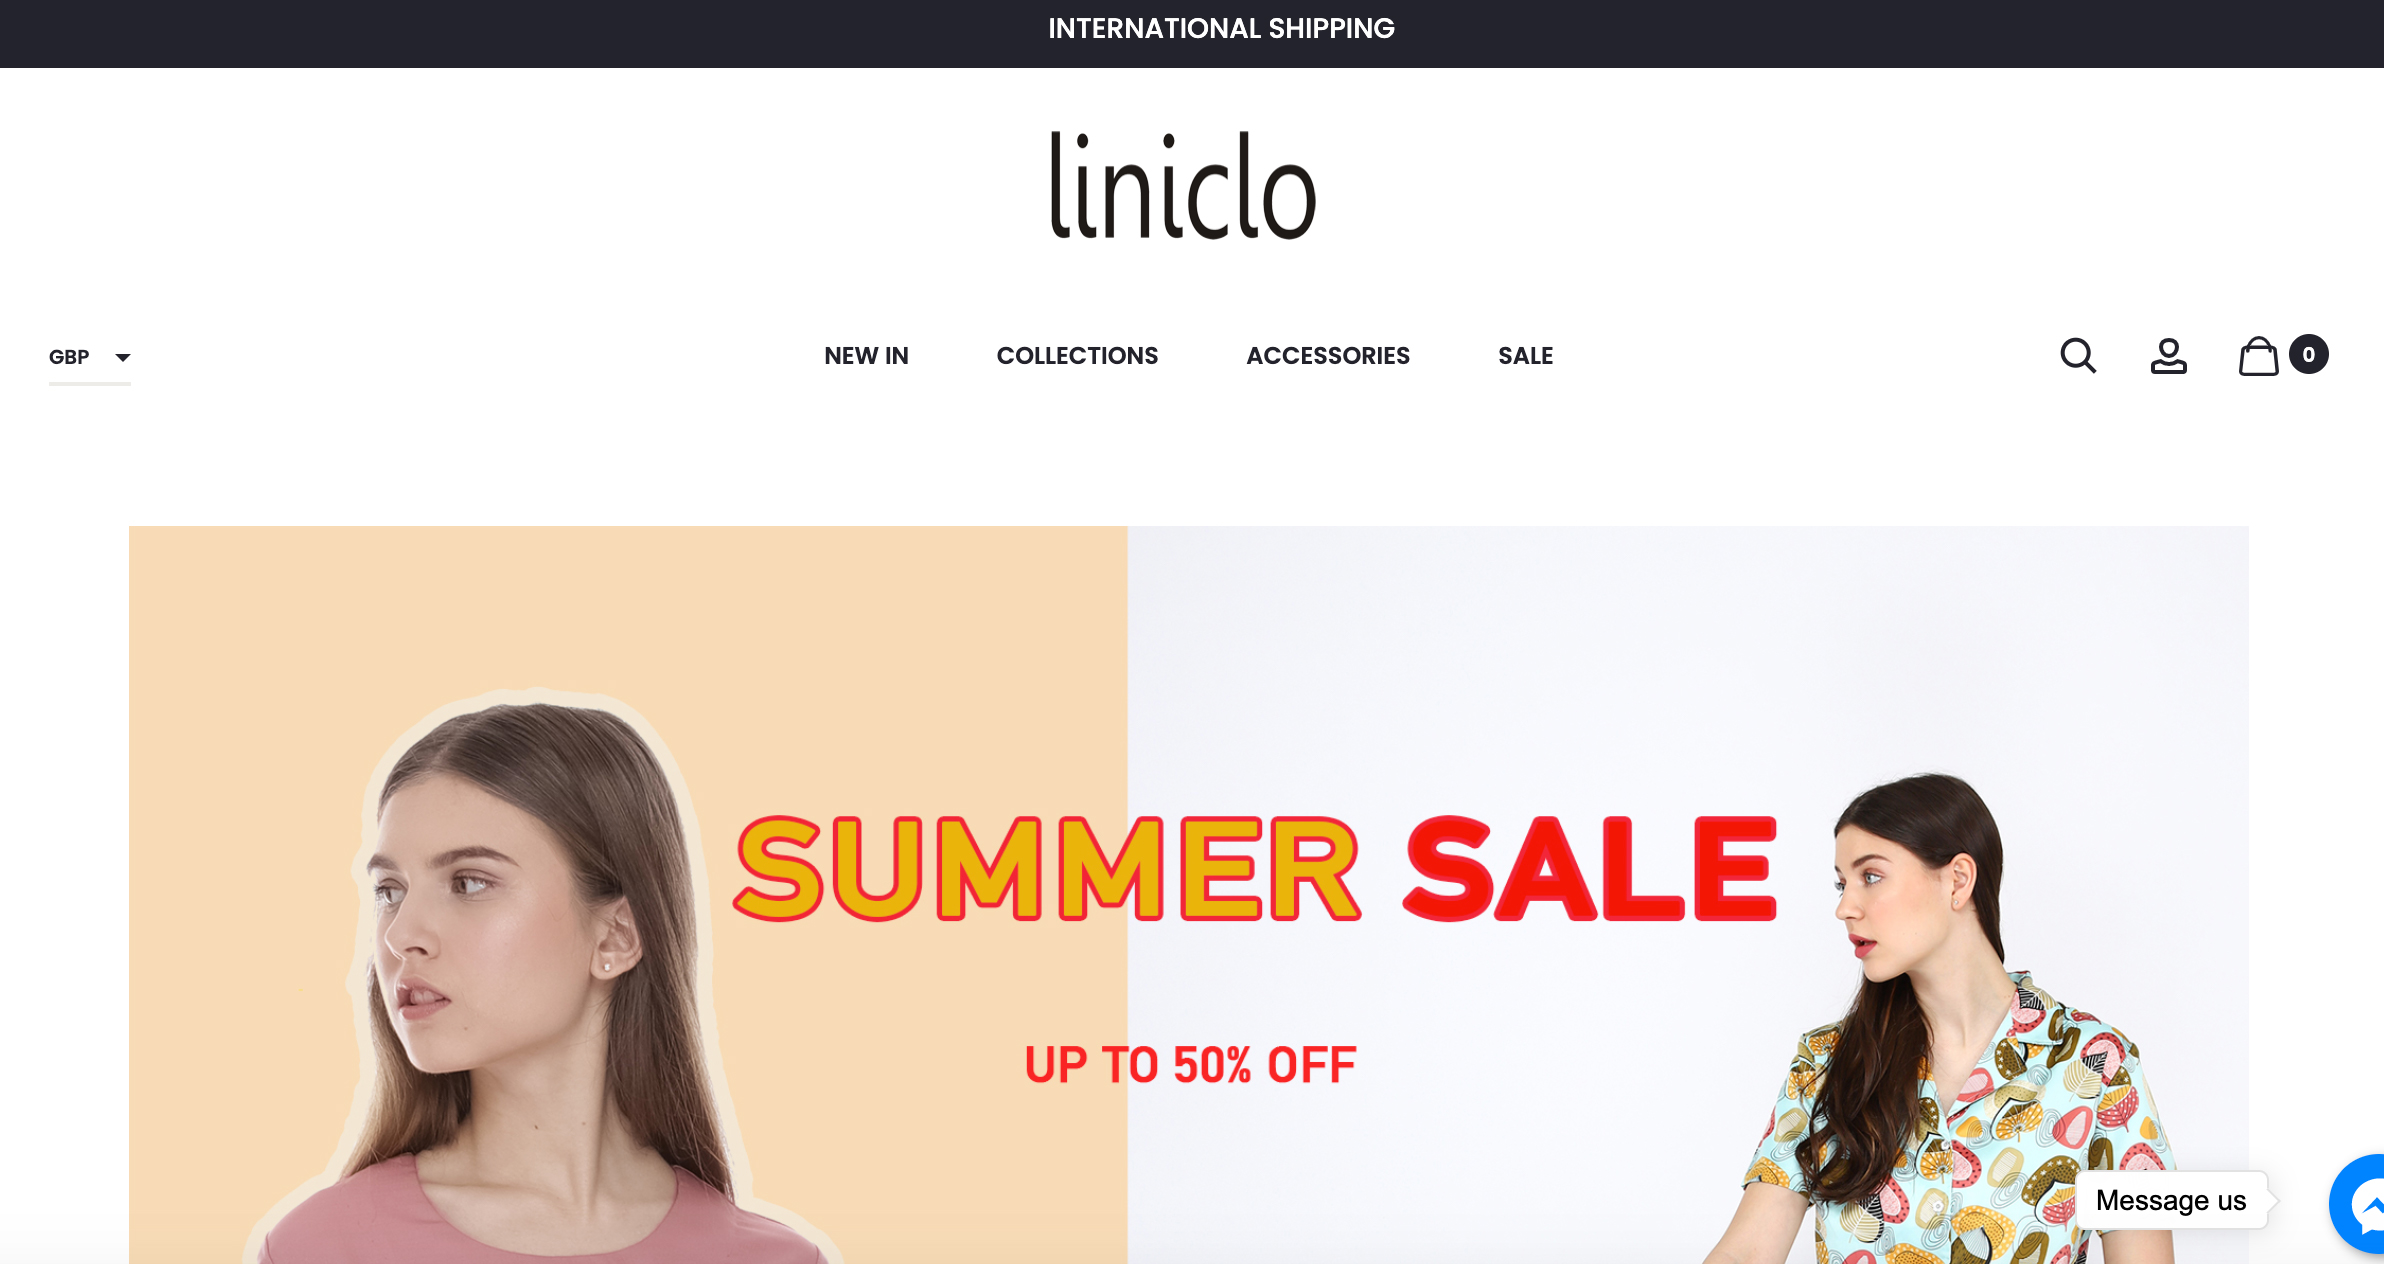 INTERNATIONAL SHIPPING
liniclo
GBP NEW IN COLLECTIONS ACCESSORIES SALE 0
SUMMER SALE
UP TO 50% OFF
Message us